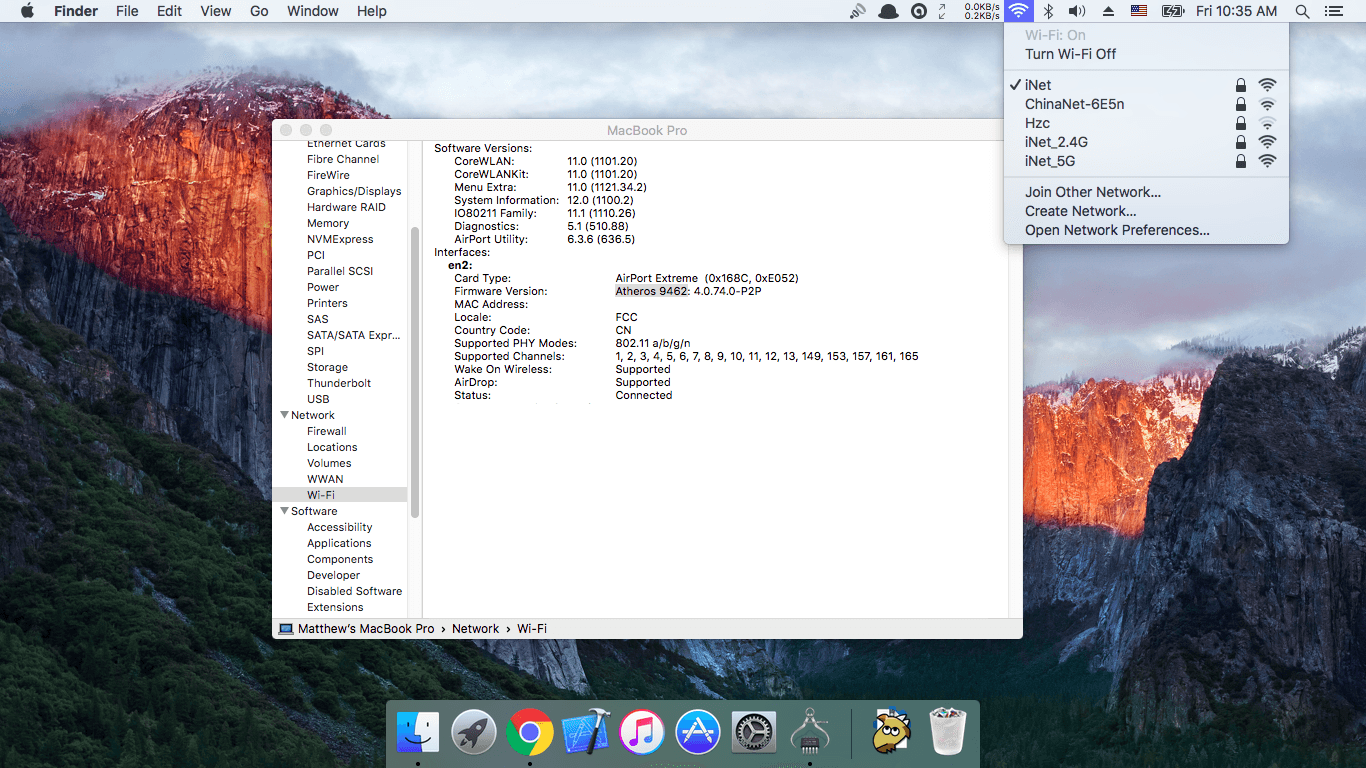 Finder File Edit View Go Window Help
0.0KB/s
0.2KB/s
Fri 10:35 AM
Wi-Fi: On
Turn Wi-Fi Off
iNet
ChinaNet-6E5n
Hzc
iNet_2.4G
iNet_5G
Join Other Network...
Create Network...
Open Network Preferences...
MacBook Pro
Ethernet Cards
Fibre Channel
FireWire
Graphics/Displays
Hardware RAID
Memory
NVMExpress
PCI
Parallel SCSI
Power
Printers
SAS
SATA/SATA Expr...
SPI
Storage
Thunderbolt
USB
Network
Firewall
Locations
Volumes
WWAN
Wi-Fi
Software
Accessibility
Applications
Components
Developer
Disabled Software
Extensions
Software Versions:
CoreWLAN: 11.0 (1101.20)
CoreWLANKit: 11.0 (1101.20)
Menu Extra: 11.0 (1121.34.2)
System Information: 12.0 (1100.2)
IO80211 Family: 11.1 (1110.26)
Diagnostics: 5.1 (510.88)
AirPort Utility: 6.3.6 (636.5)
Interfaces:
en2:
Card Type: AirPort Extreme (0x168C, 0xE052)
Firmware Version: Atheros 9462: 4.0.74.0-P2P
MAC Address:
Locale: FCC
Country Code: CN
Supported PHY Modes: 802.11 a/b/g/n
Supported Channels: 1, 2, 3, 4, 5, 6, 7, 8, 9, 10, 11, 12, 13, 149, 153, 157, 161, 165
Wake On Wireless: Supported
AirDrop: Supported
Status: Connected
Matthew's MacBook Pro › Network › Wi-Fi